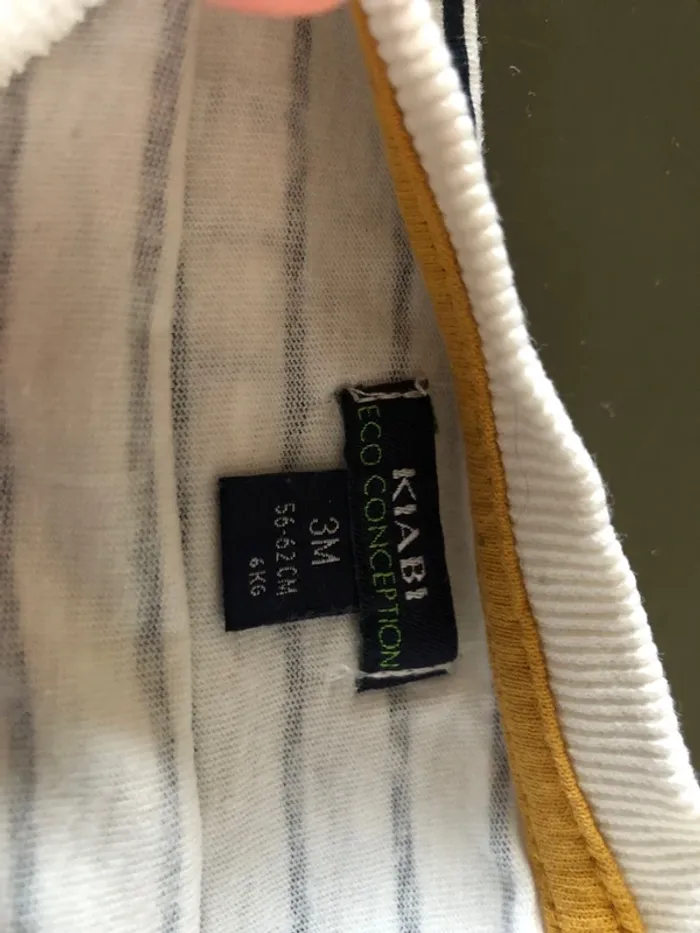 KIABI
ECO CONCEPTION
3M
56-62CM
6KG